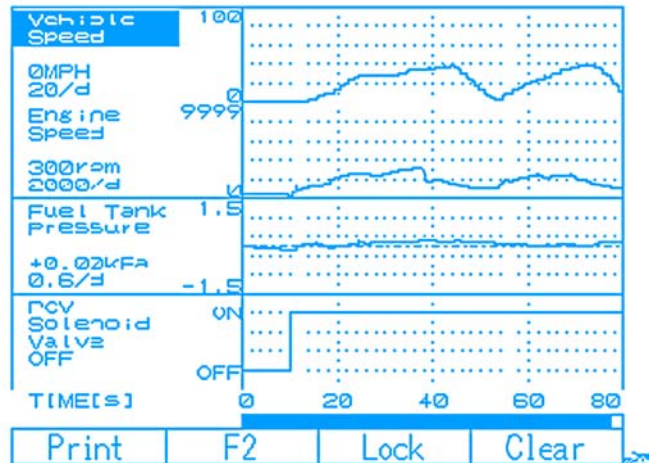 Vehicle
Speed
100
0MPH
20/d
0
Engine
Speed
9999
300rpm
2000/d
0
Fuel Tank
Pressure
1.5
+0.00kPa
0.6/d
-1.5
PCV
Solenoid
Valve
OFF
ON
OFF
TIME[s]
0 20 40 60 80
Print F2 Lock Clear